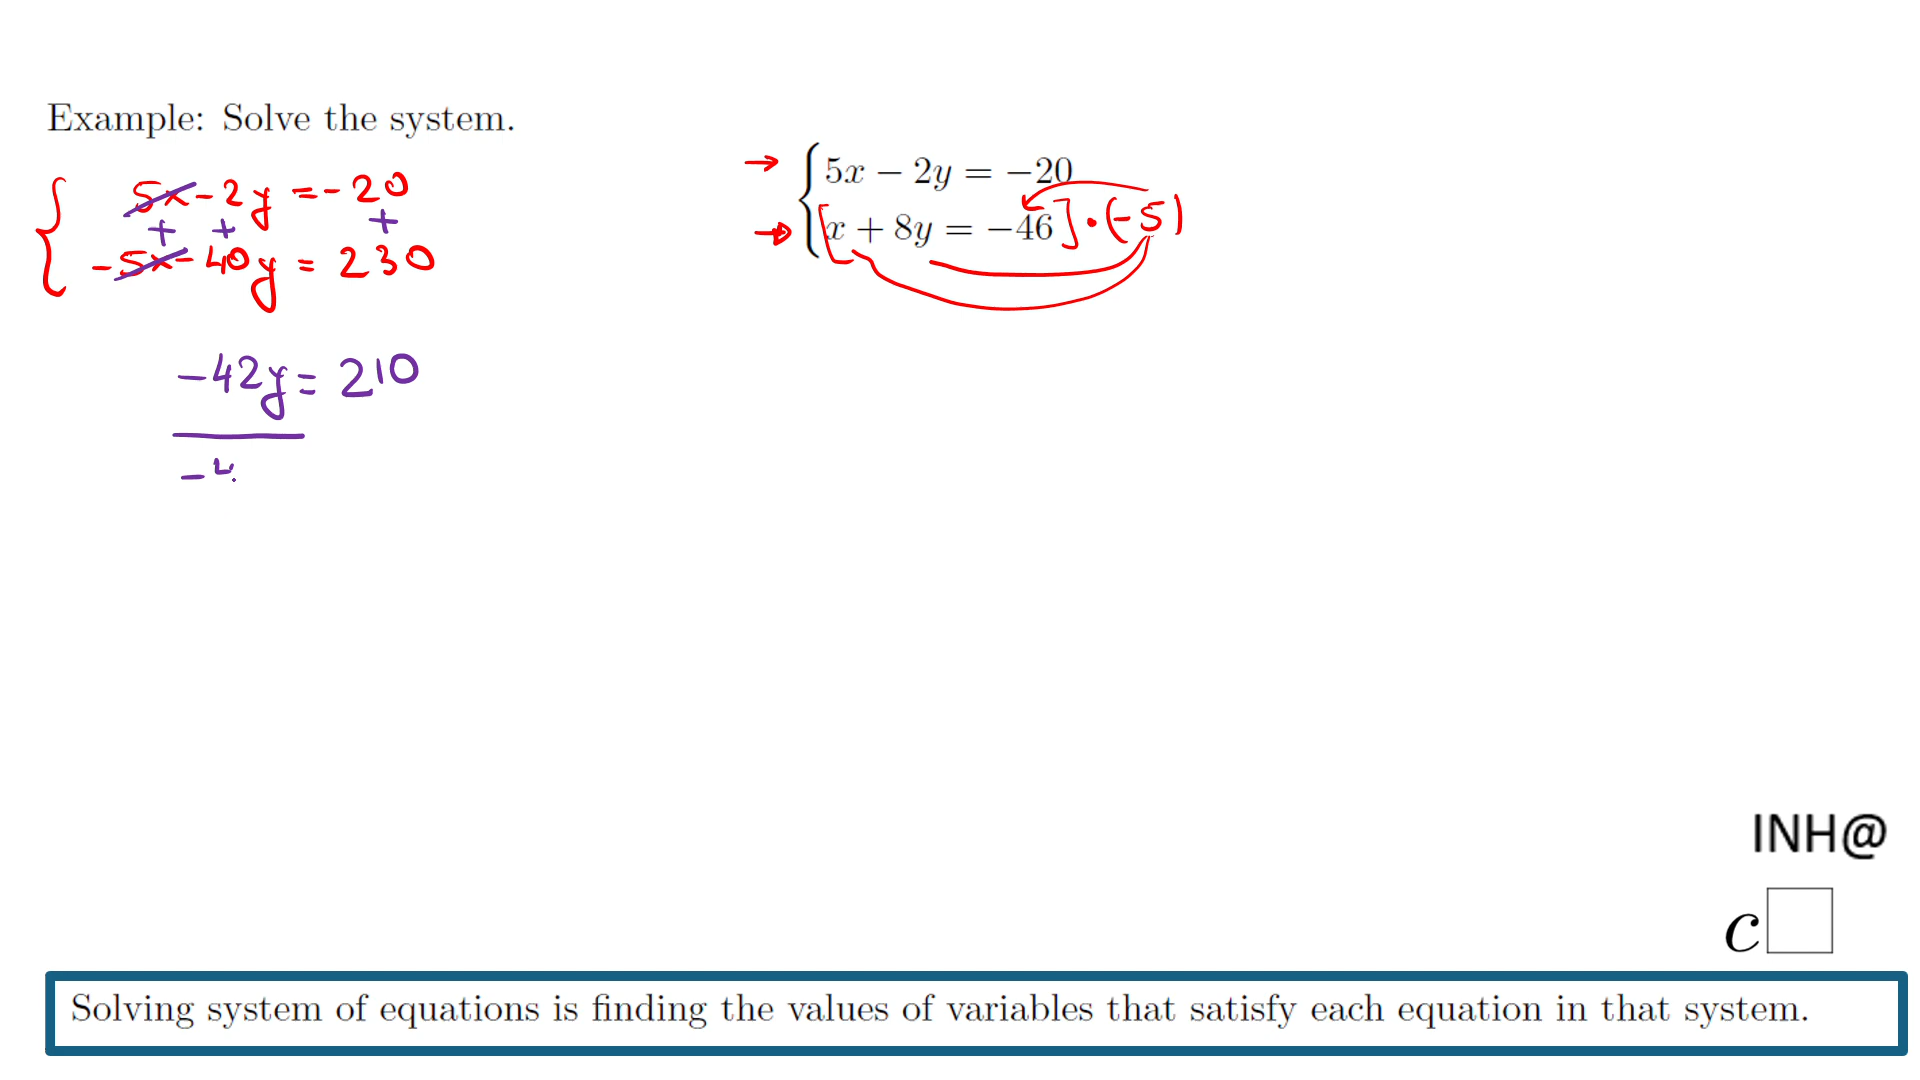 Example: Solve the system.
5x - 2y = -20
+ + +
-5x - 40y = 230
-42y = 210
-4
→ 5x − 2y = −20
→ [x + 8y = −46] · (-5)
INH@
c
Solving system of equations is finding the values of variables that satisfy each equation in that system.